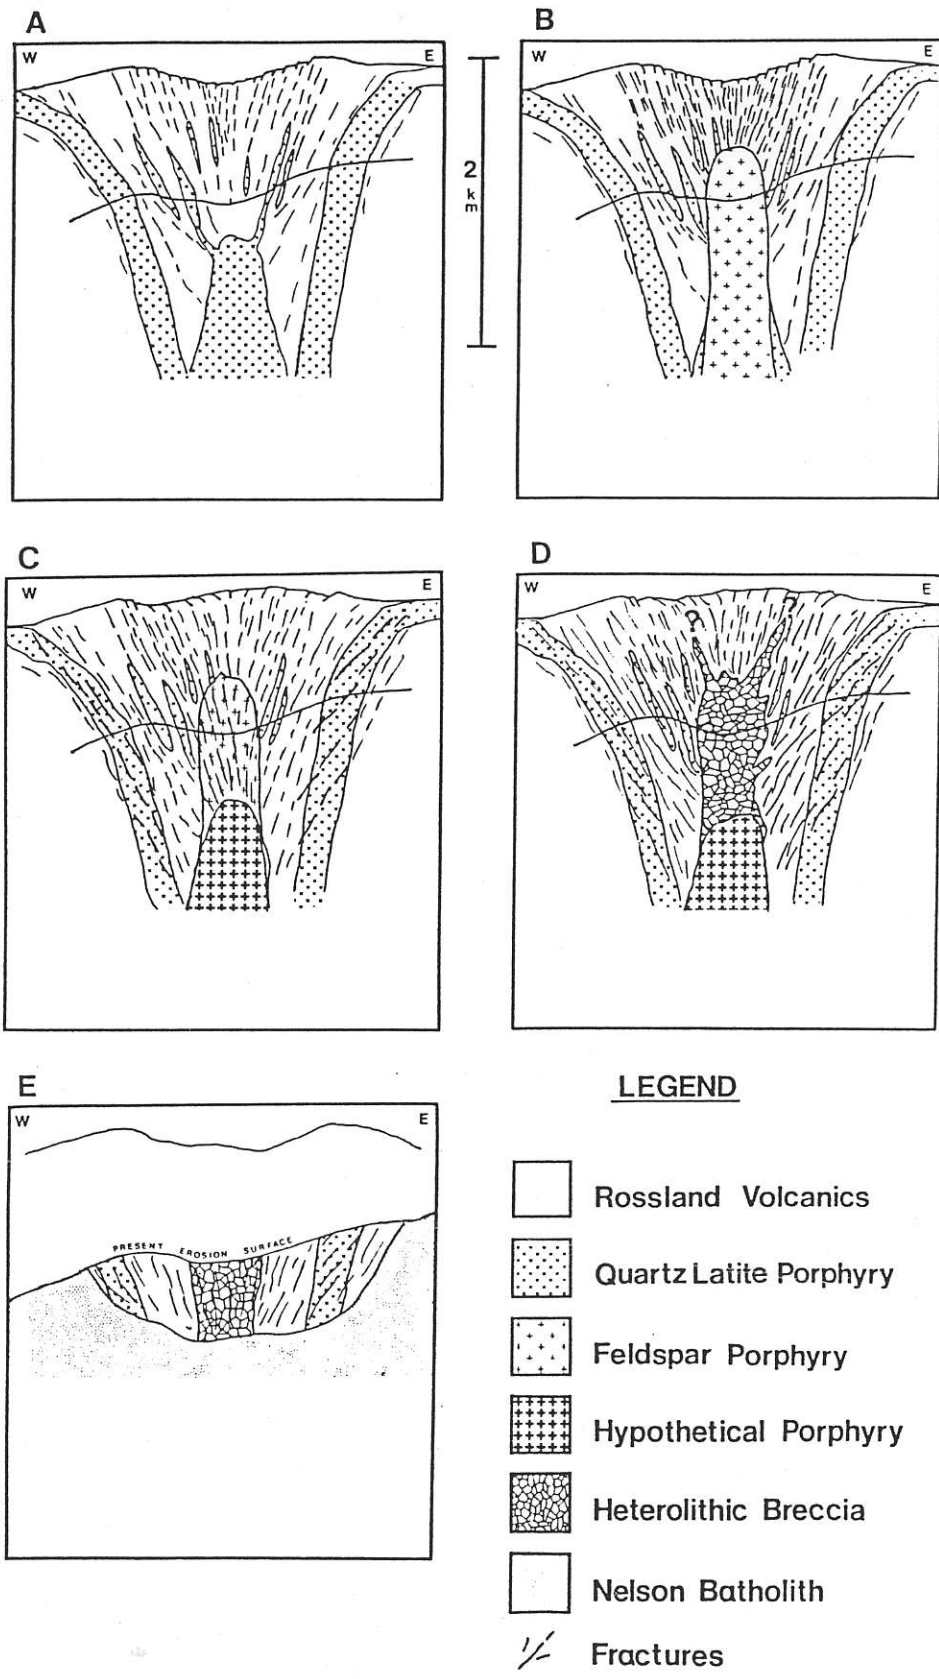 A
W E
B
W E
2
km
C
W E
D
W E
? ?
E
W E
PRESENT EROSION SURFACE
LEGEND
Rossland Volcanics
Quartz Latite Porphyry
Feldspar Porphyry
Hypothetical Porphyry
Heterolithic Breccia
Nelson Batholith
Fractures